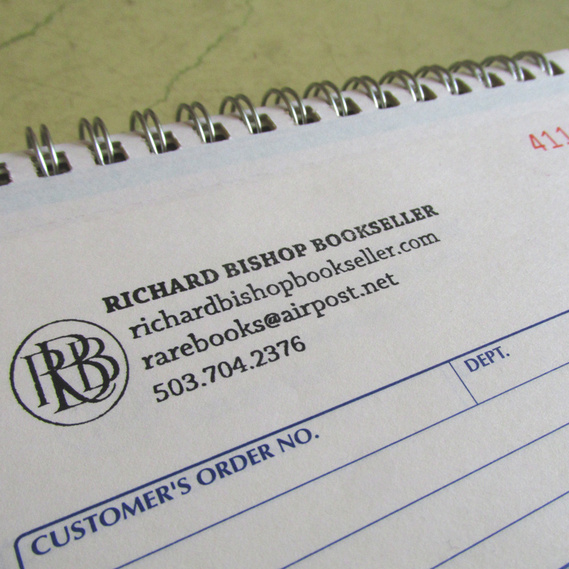 411
RICHARD BISHOP BOOKSELLER
richardbishopbookseller.com
rarebooks@airpost.net
503.704.2376
RBB
DEPT.
CUSTOMER'S ORDER NO.